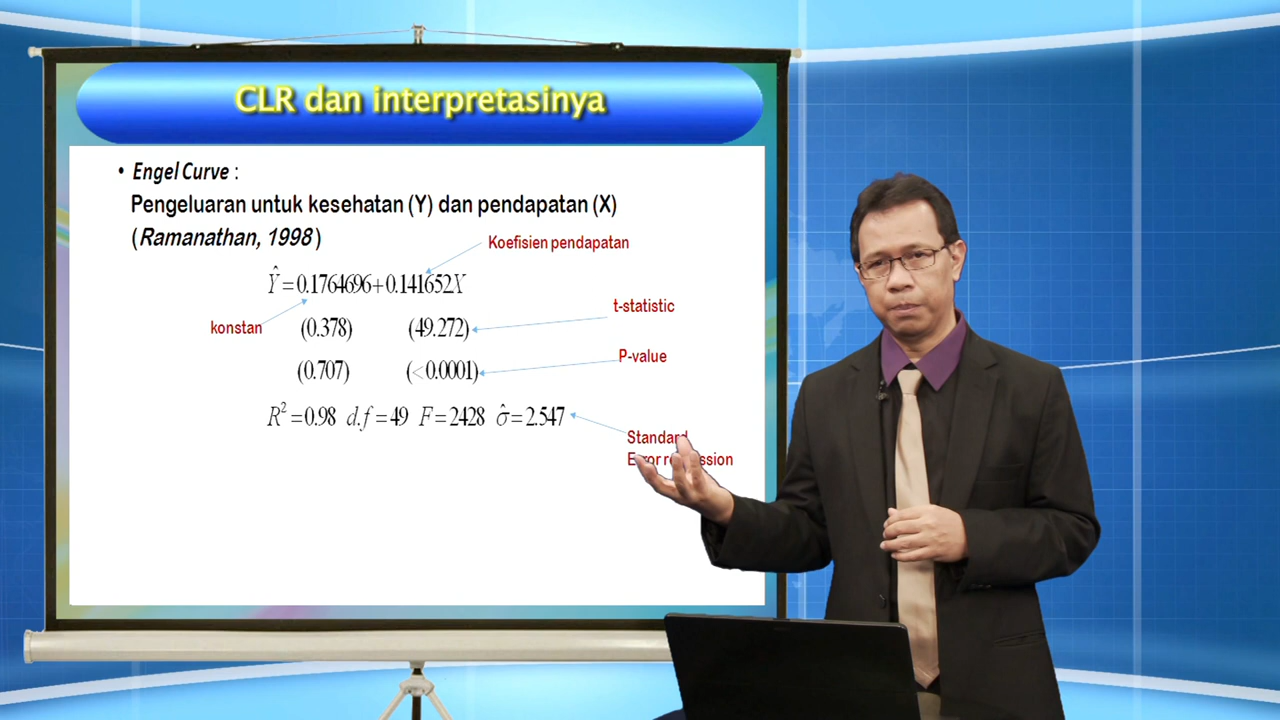 CLR dan interpretasinya
• Engel Curve :
Pengeluaran untuk kesehatan (Y) dan pendapatan (X)
(Ramanathan, 1998 )
Koefisien pendapatan
Ŷ = 0.1764696+0.141652X
t-statistic
konstan (0.378) (49.272)
P-value
(0.707) (<0.0001)
R² = 0.98 d.f = 49 F = 2428 σ̂ = 2.547
Standard
Error